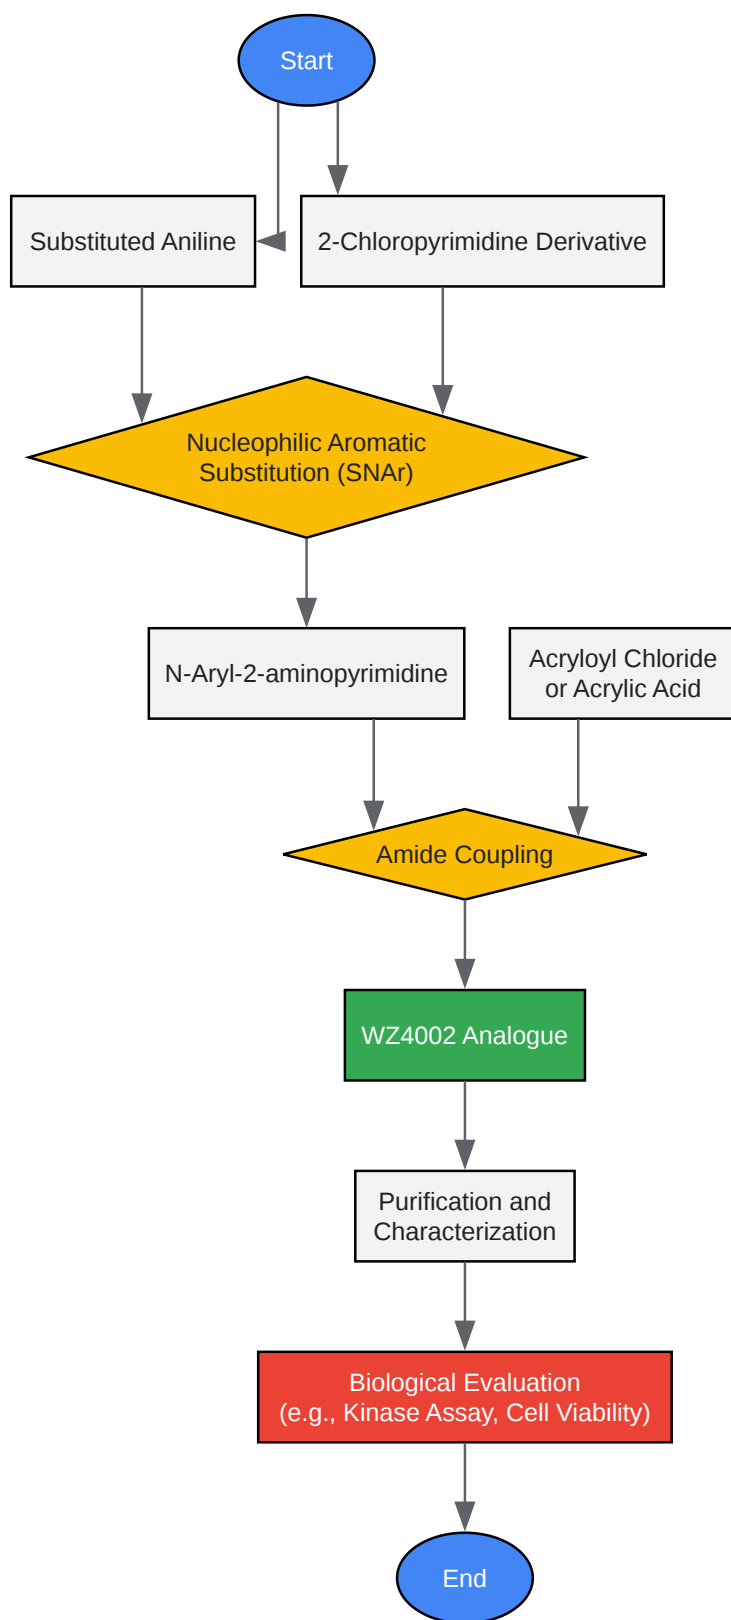 Start
Substituted Aniline
2-Chloropyrimidine Derivative
Nucleophilic Aromatic
Substitution (SNAr)
N-Aryl-2-aminopyrimidine
Acryloyl Chloride
or Acrylic Acid
Amide Coupling
WZ4002 Analogue
Purification and
Characterization
Biological Evaluation
(e.g., Kinase Assay, Cell Viability)
End